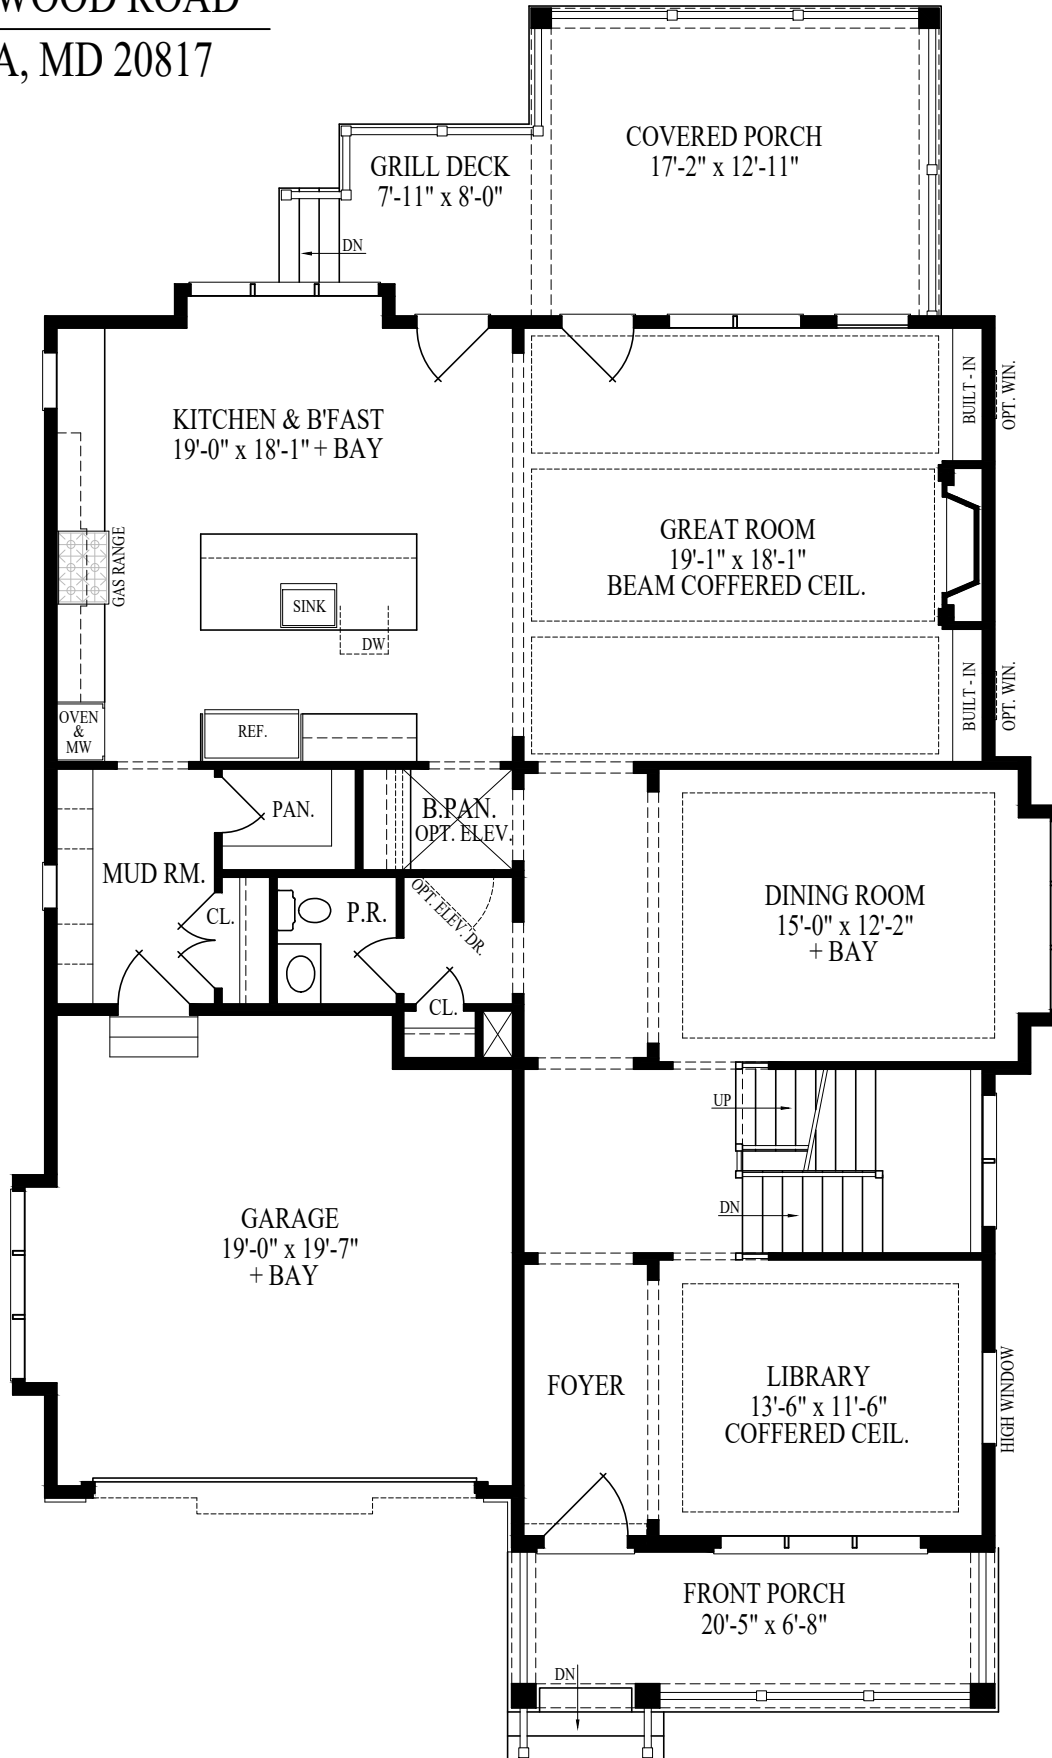 WOOD ROAD
A, MD 20817
COVERED PORCH
17'-2" x 12'-11"
GRILL DECK
7'-11" x 8'-0"
DN
KITCHEN & B'FAST
19'-0" x 18'-1" + BAY
BUILT - IN
OPT. WIN.
GAS RANGE
GREAT ROOM
19'-1" x 18'-1"
BEAM COFFERED CEIL.
SINK
DW
BUILT - IN
OPT. WIN.
OVEN
&
MW
REF.
PAN.
B.PAN.
OPT. ELEV.
MUD RM.
CL.
P.R.
OPT. ELEV. DR.
DINING ROOM
15'-0" x 12'-2"
+ BAY
CL.
UP
DN
GARAGE
19'-0" x 19'-7"
+ BAY
FOYER
LIBRARY
13'-6" x 11'-6"
COFFERED CEIL.
HIGH WINDOW
FRONT PORCH
20'-5" x 6'-8"
DN